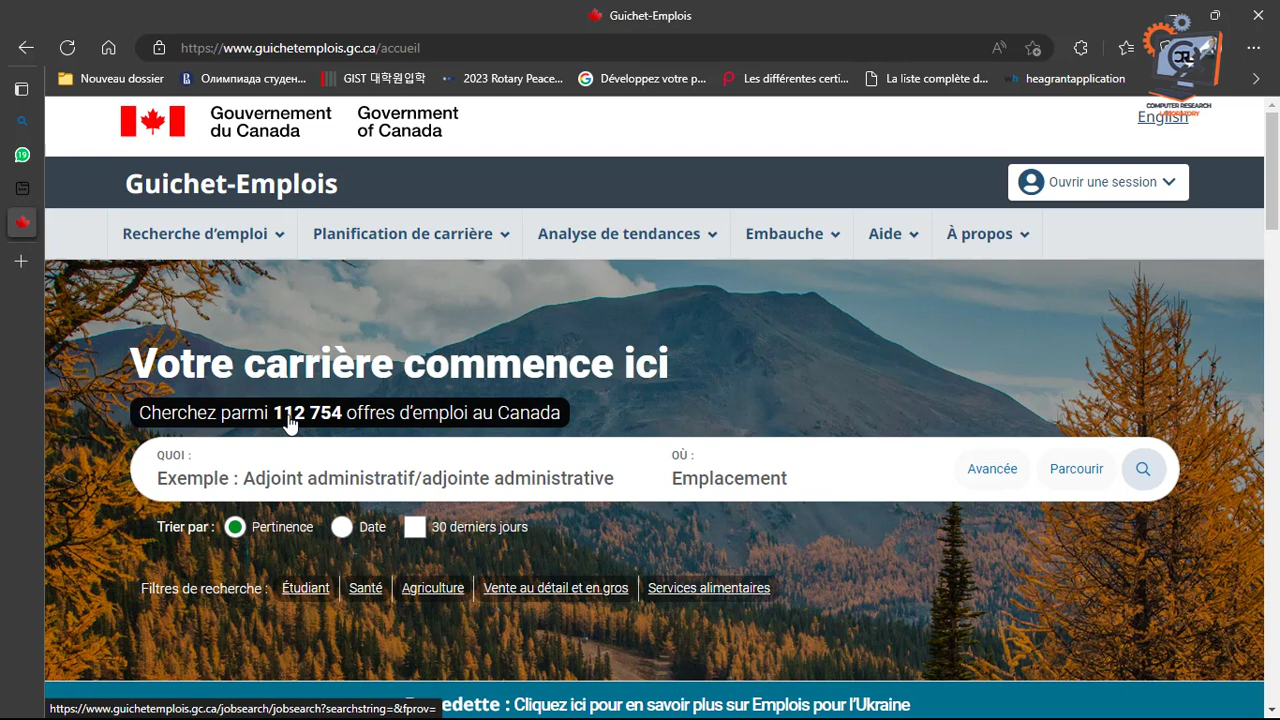 Guichet-Emplois
https://www.guichetemplois.gc.ca/accueil
Nouveau dossier
Олимпиада студен...
GIST 대학원입학
2023 Rotary Peace...
Développez votre p...
Les différentes certi...
La liste complète d...
heagrantapplication
CRL
COMPUTER RESEARCH
LABORATORY
Gouvernement
du Canada
Government
of Canada
English
19
Guichet-Emplois
Ouvrir une session
Recherche d’emploi
Planification de carrière
Analyse de tendances
Embauche
Aide
À propos
Votre carrière commence ici
Cherchez parmi 112 754 offres d’emploi au Canada
QUOI :
Exemple : Adjoint administratif/adjointe administrative
OÙ :
Emplacement
Avancée
Parcourir
Trier par :
Pertinence
Date
30 derniers jours
Filtres de recherche :
Étudiant
Santé
Agriculture
Vente au détail et en gros
Services alimentaires
edette : Cliquez ici pour en savoir plus sur Emplois pour l’Ukraine
https://www.guichetemplois.gc.ca/jobsearch/jobsearch?searchstring=&fprov=